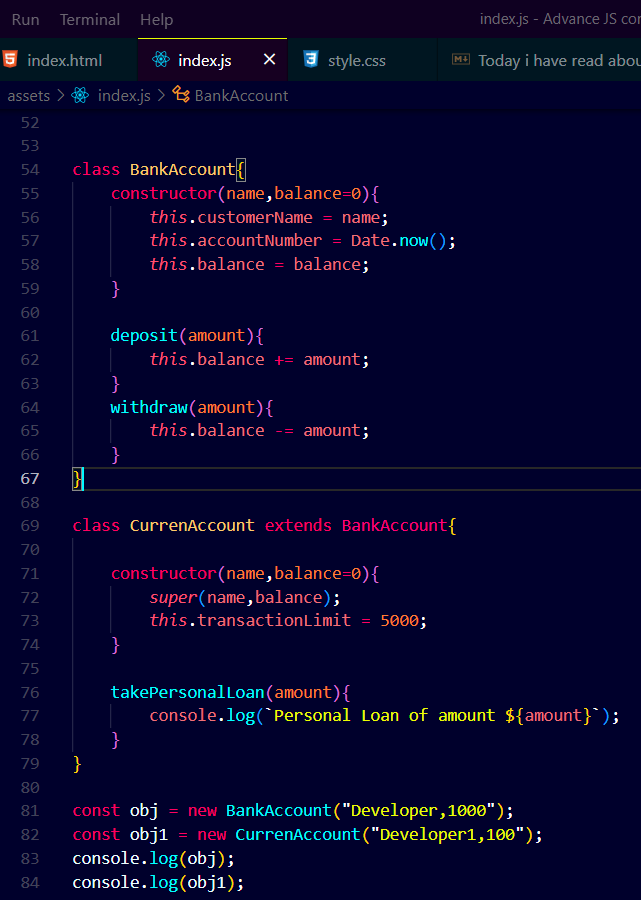 Run Terminal Help index.js - Advance JS
index.html index.js × style.css Today i have read
assets > index.js > BankAccount
52
53
54 class BankAccount{
55 constructor(name,balance=0){
56 this.customerName = name;
57 this.accountNumber = Date.now();
58 this.balance = balance;
59 }
60
61 deposit(amount){
62 this.balance += amount;
63 }
64 withdraw(amount){
65 this.balance -= amount;
66 }
67 }
68
69 class CurrenAccount extends BankAccount{
70
71 constructor(name,balance=0){
72 super(name,balance);
73 this.transactionLimit = 5000;
74 }
75
76 takePersonalLoan(amount){
77 console.log(`Personal Loan of amount ${amount}`);
78 }
79 }
80
81 const obj = new BankAccount("Developer,1000");
82 const obj1 = new CurrenAccount("Developer1,100");
83 console.log(obj);
84 console.log(obj1);